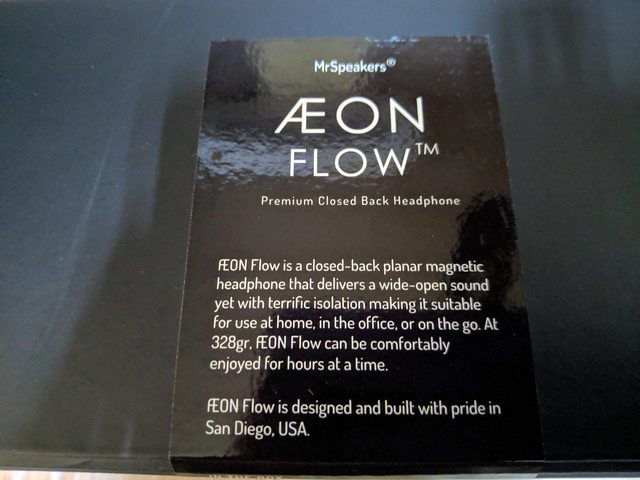 MrSpeakers®
ÆON
FLOW™
Premium Closed Back Headphone
ÆON Flow is a closed-back planar magnetic
headphone that delivers a wide-open sound
yet with terrific isolation making it suitable
for use at home, in the office, or on the go. At
328gr, ÆON Flow can be comfortably
enjoyed for hours at a time.
ÆON Flow is designed and built with pride in
San Diego, USA.